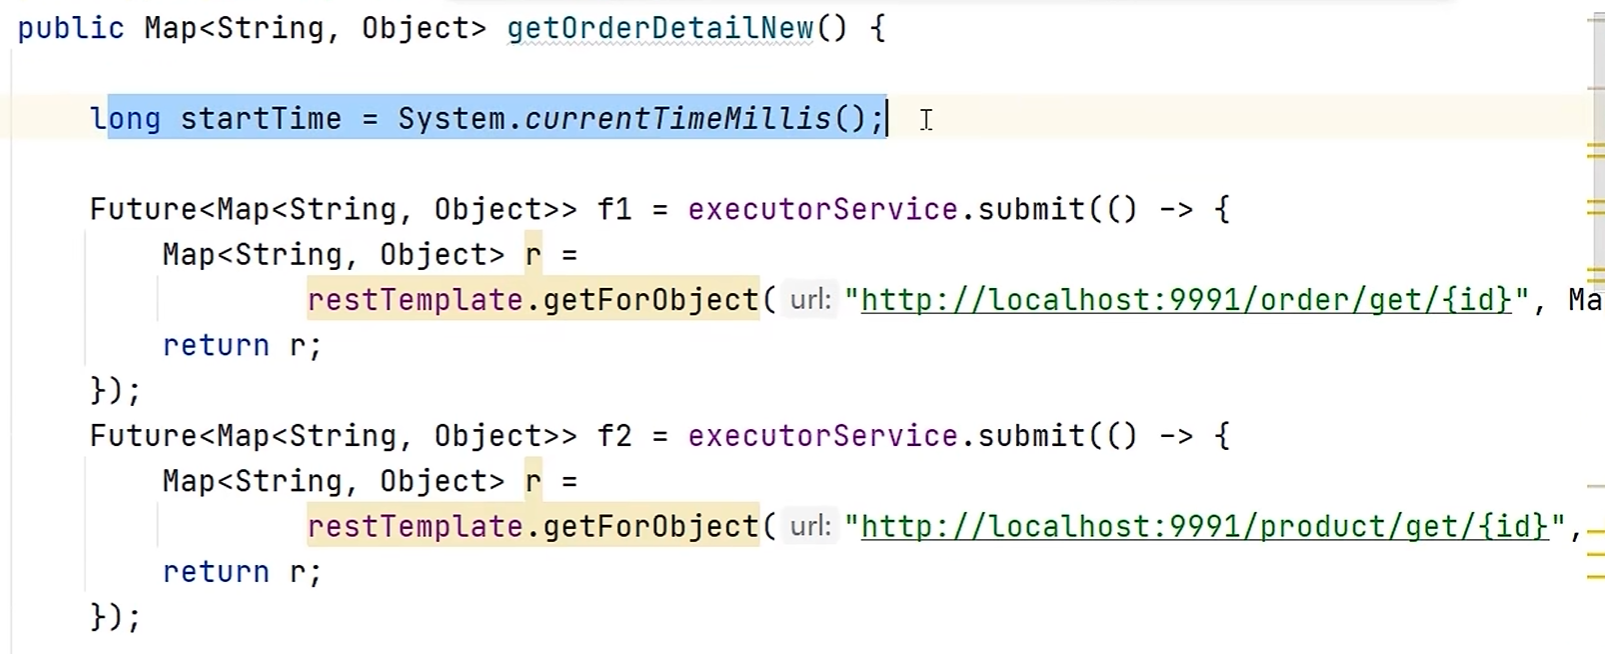 public Map<String, Object> getOrderDetailNew() {
long startTime = System.currentTimeMillis();
Future<Map<String, Object>> f1 = executorService.submit(() -> {
Map<String, Object> r =
restTemplate.getForObject( url: "http://localhost:9991/order/get/{id}", Ma
return r;
});
Future<Map<String, Object>> f2 = executorService.submit(() -> {
Map<String, Object> r =
restTemplate.getForObject( url: "http://localhost:9991/product/get/{id}",
return r;
});